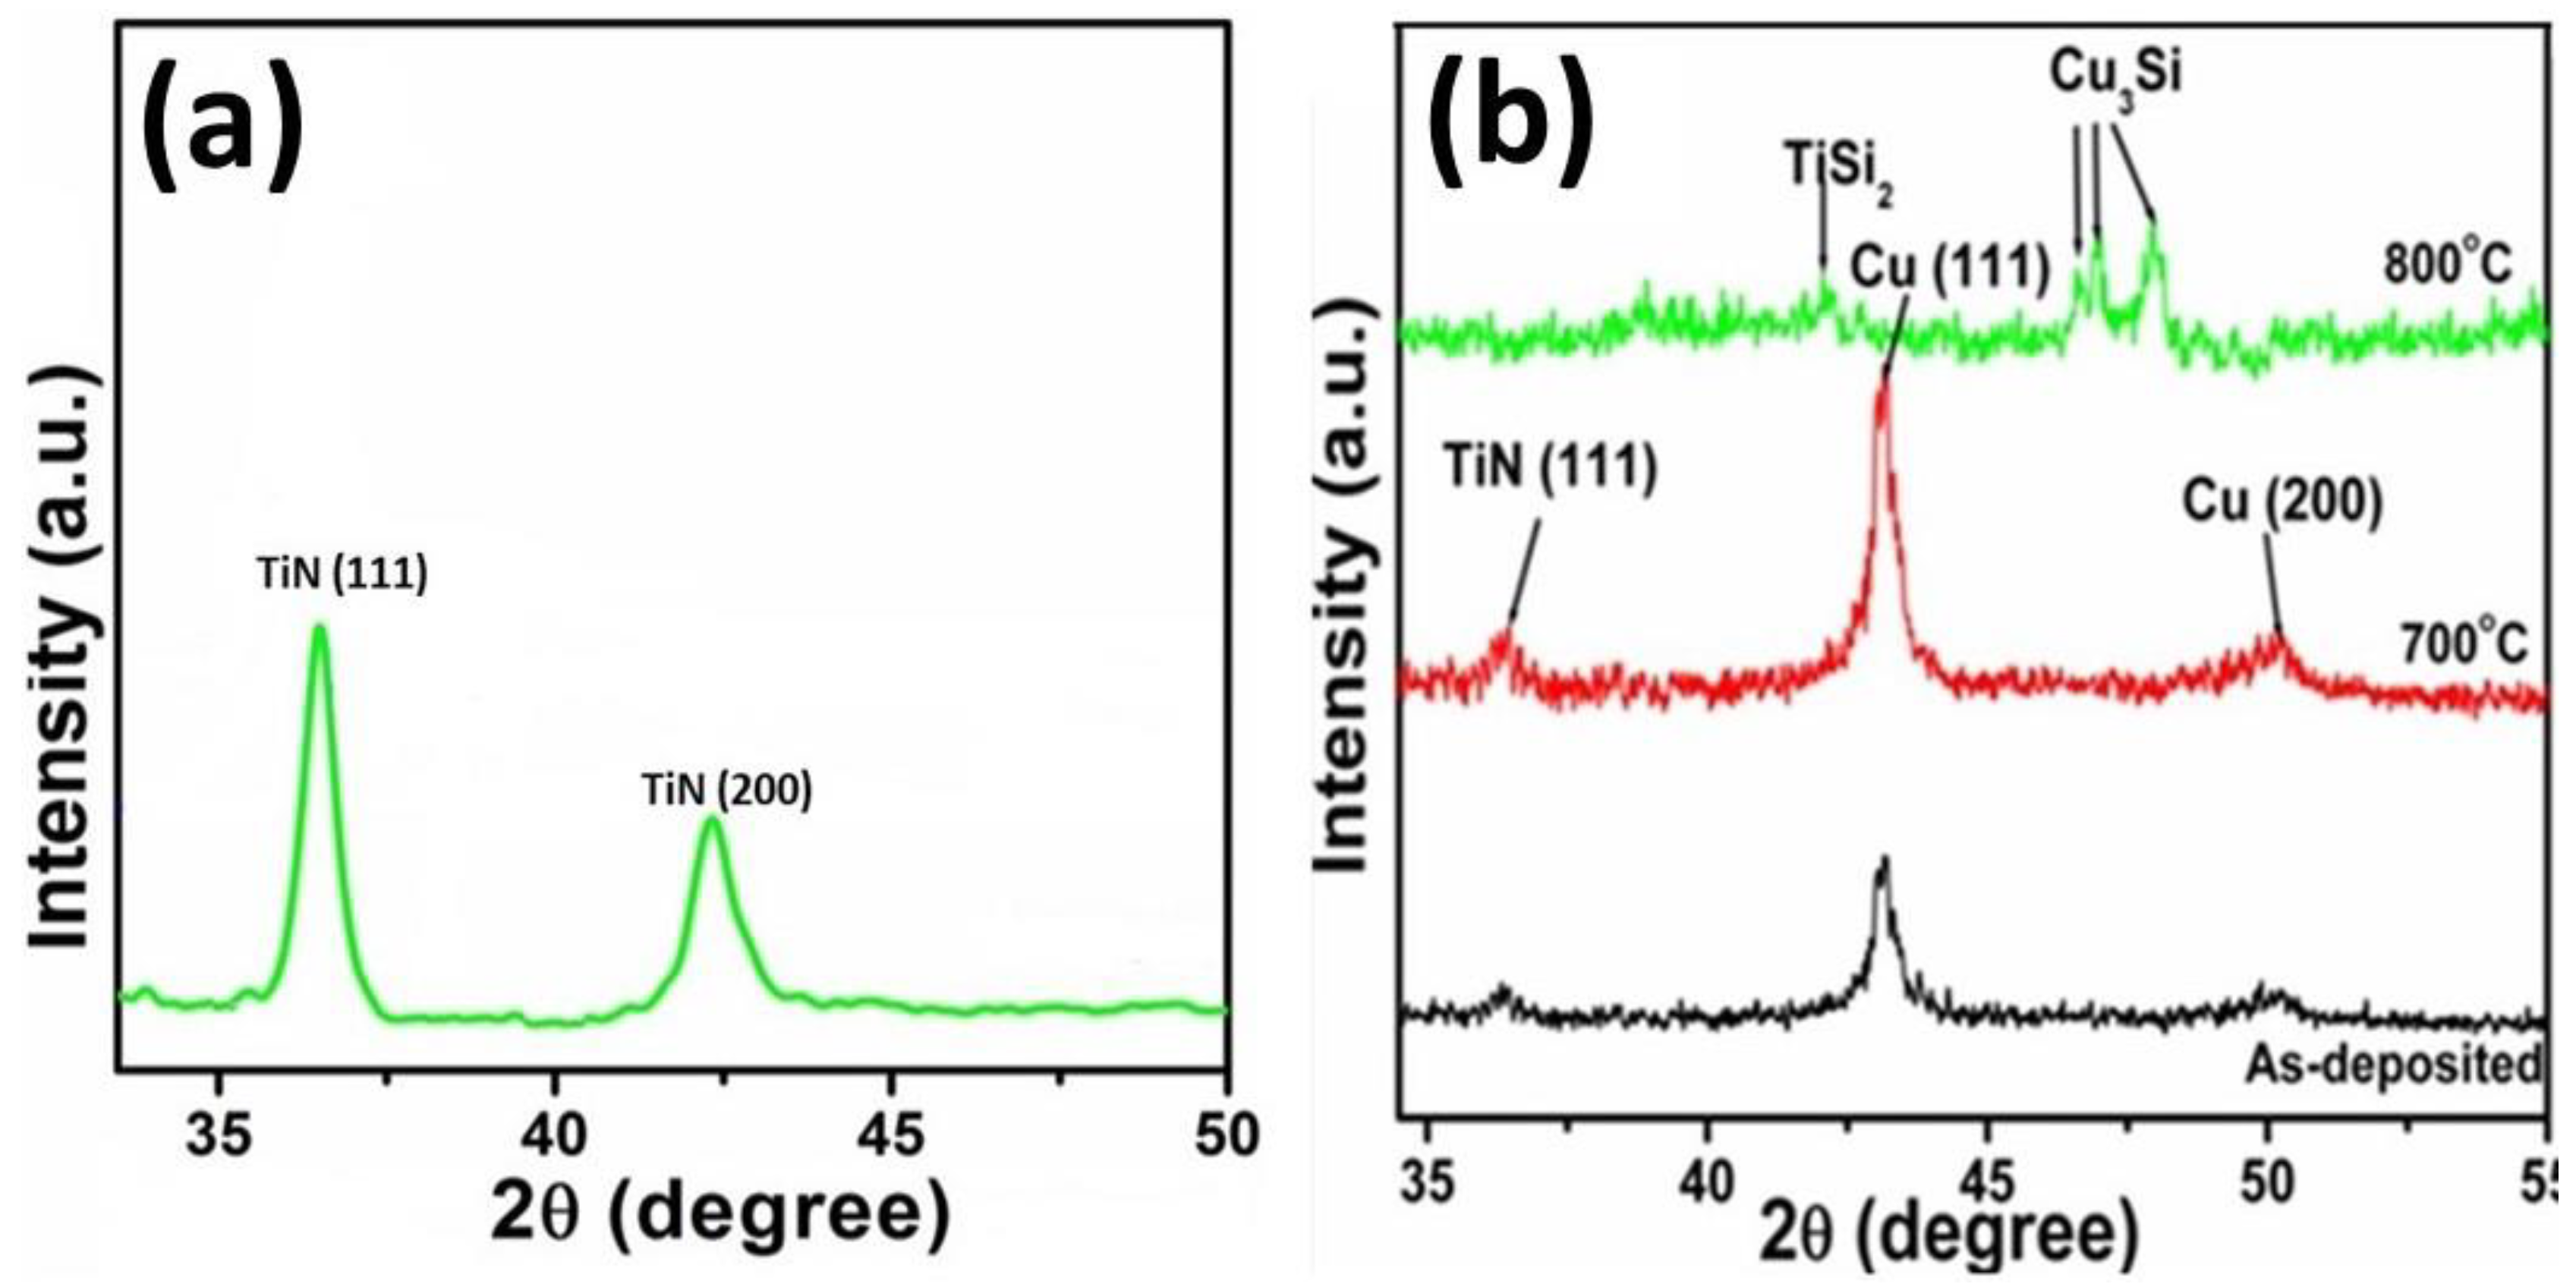 (a)
TiN (111)
TiN (200)
Intensity (a.u.)
35 40 45 50
2θ (degree)
(b)
Cu₃Si
TiSi₂
Cu (111)
800°C
TiN (111)
Cu (200)
700°C
As-deposited
Intensity (a.u.)
35 40 45 50
2θ (degree)